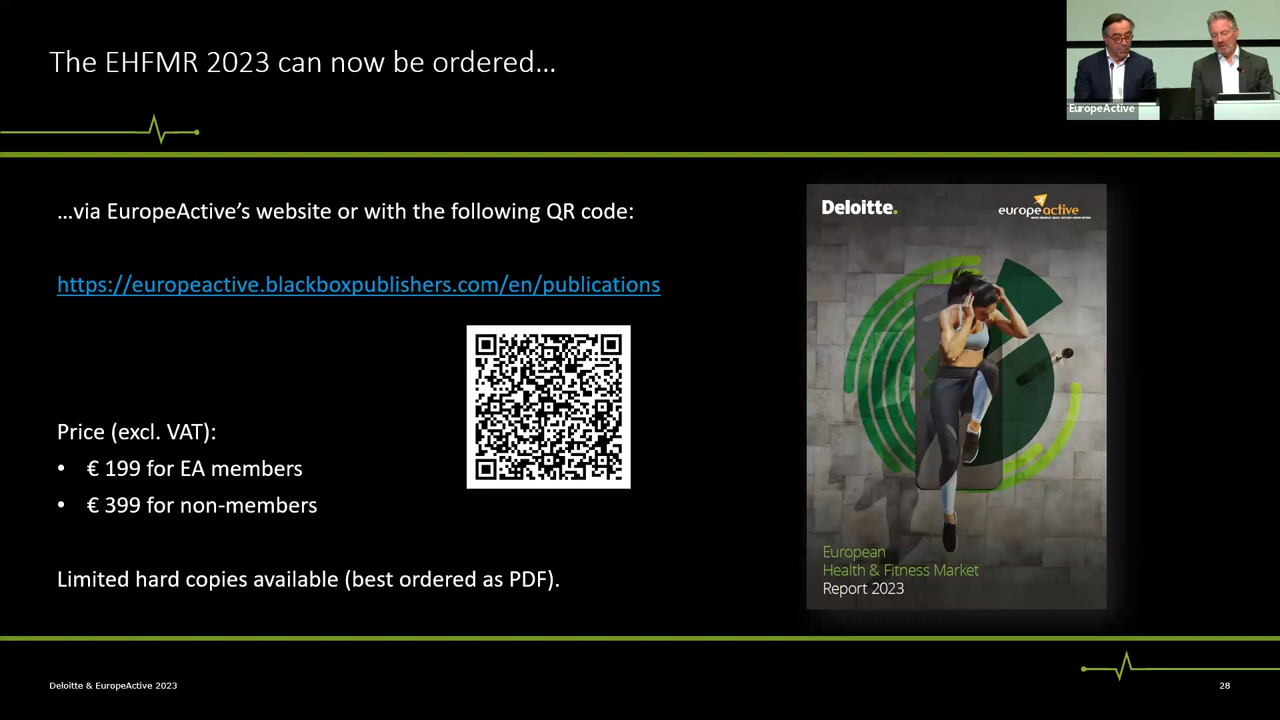 The EHFMR 2023 can now be ordered…
EuropeActive
…via EuropeActive’s website or with the following QR code:
https://europeactive.blackboxpublishers.com/en/publications
Price (excl. VAT):
• € 199 for EA members
• € 399 for non-members
Limited hard copies available (best ordered as PDF).
Deloitte.
europeactive
European
Health & Fitness Market
Report 2023
Deloitte & EuropeActive 2023
28